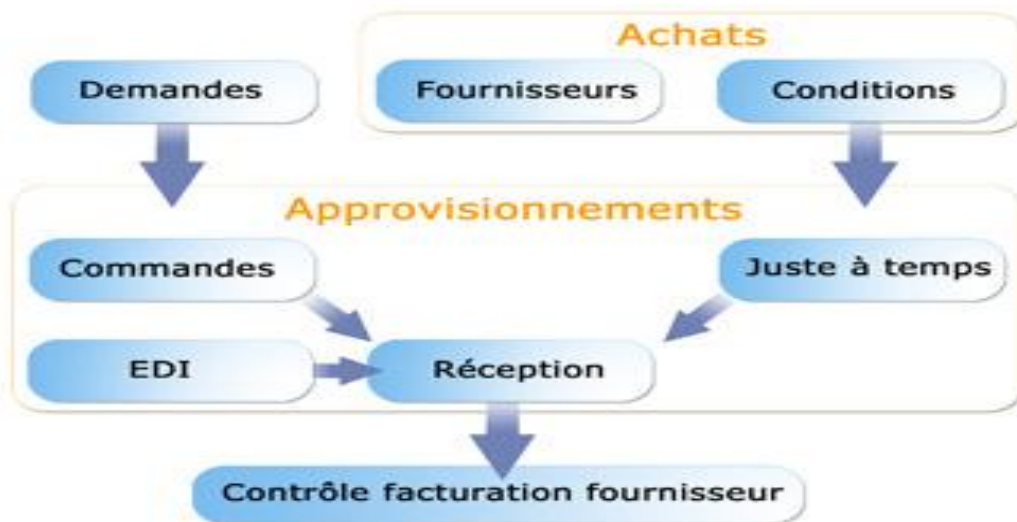 Achats
Demandes
Fournisseurs
Conditions
Approvisionnements
Commandes
Juste à temps
EDI
Réception
Contrôle facturation fournisseur